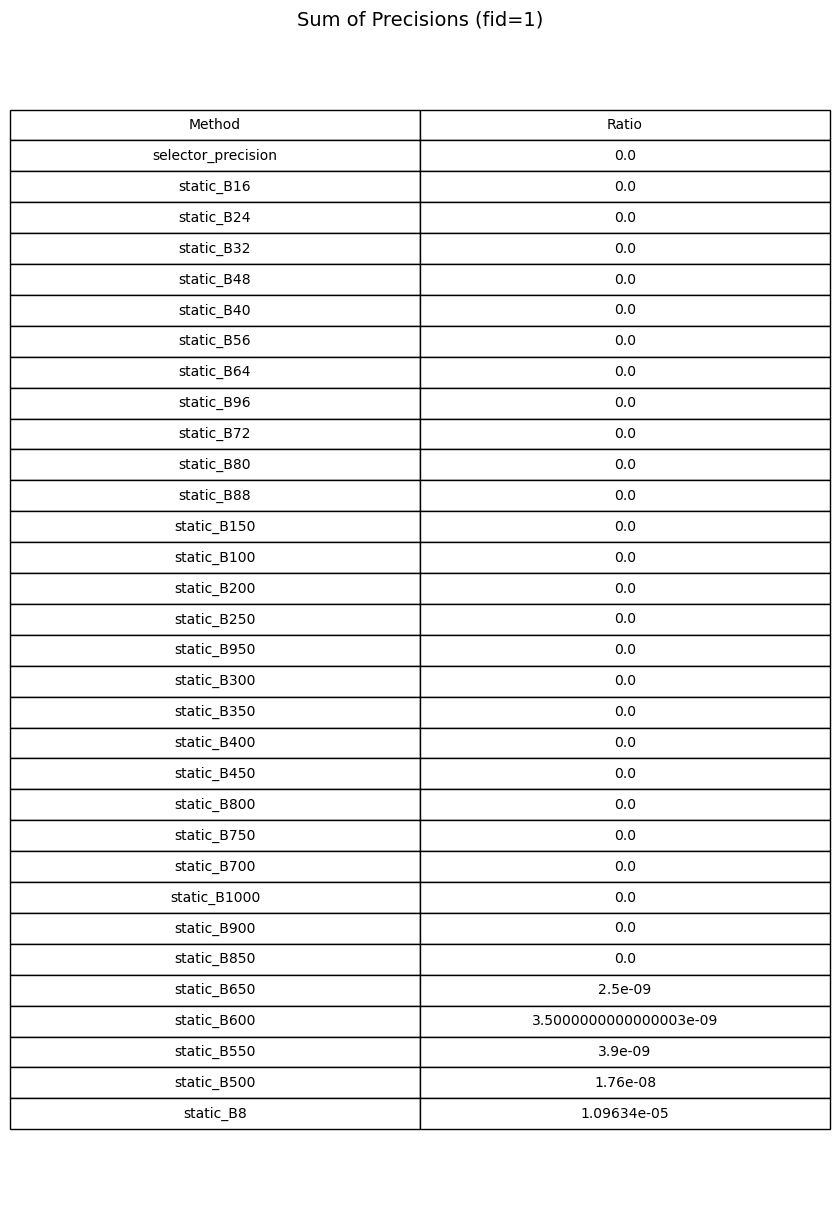 Sum of Precisions (fid=1)
Method Ratio
selector_precision 0.0
static_B16 0.0
static_B24 0.0
static_B32 0.0
static_B48 0.0
static_B40 0.0
static_B56 0.0
static_B64 0.0
static_B96 0.0
static_B72 0.0
static_B80 0.0
static_B88 0.0
static_B150 0.0
static_B100 0.0
static_B200 0.0
static_B250 0.0
static_B950 0.0
static_B300 0.0
static_B350 0.0
static_B400 0.0
static_B450 0.0
static_B800 0.0
static_B750 0.0
static_B700 0.0
static_B1000 0.0
static_B900 0.0
static_B850 0.0
static_B650 2.5e-09
static_B600 3.5000000000000003e-09
static_B550 3.9e-09
static_B500 1.76e-08
static_B8 1.09634e-05